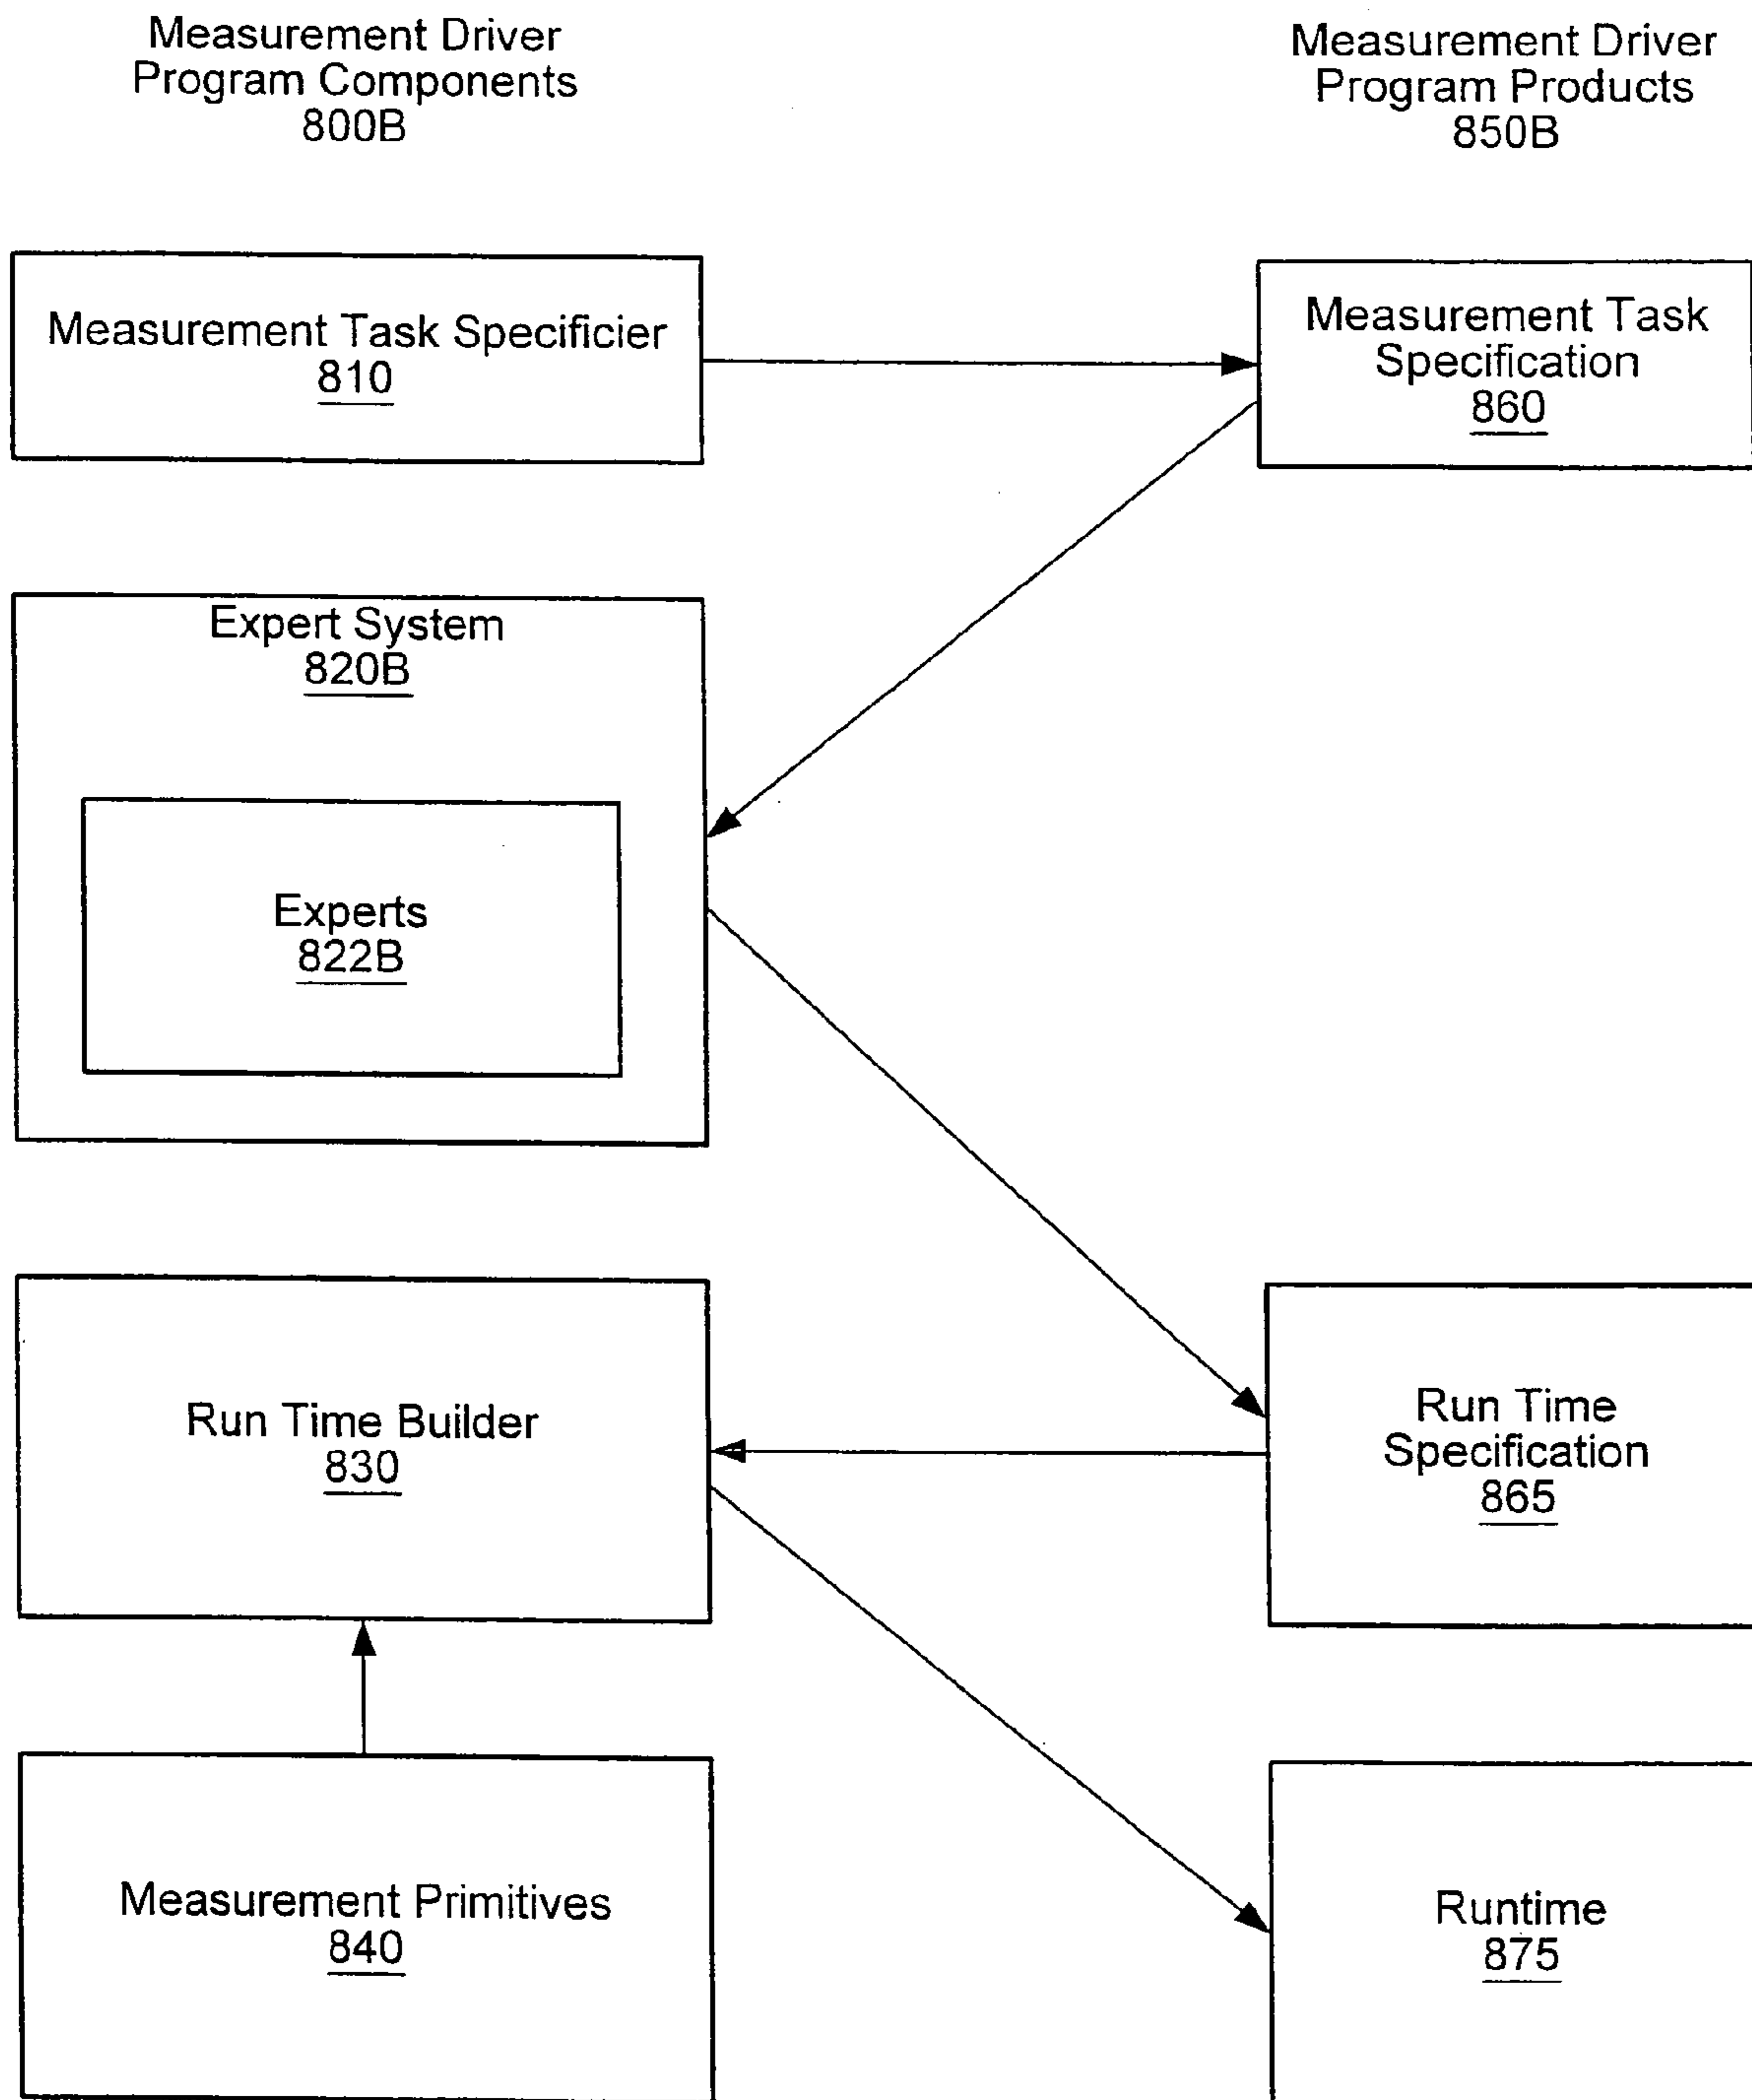 Measurement Driver
Program Components
800B
Measurement Driver
Program Products
850B
Measurement Task Specificier
810
Measurement Task
Specification
860
Expert System
820B
Experts
822B
Run Time Builder
830
Run Time
Specification
865
Measurement Primitives
840
Runtime
875